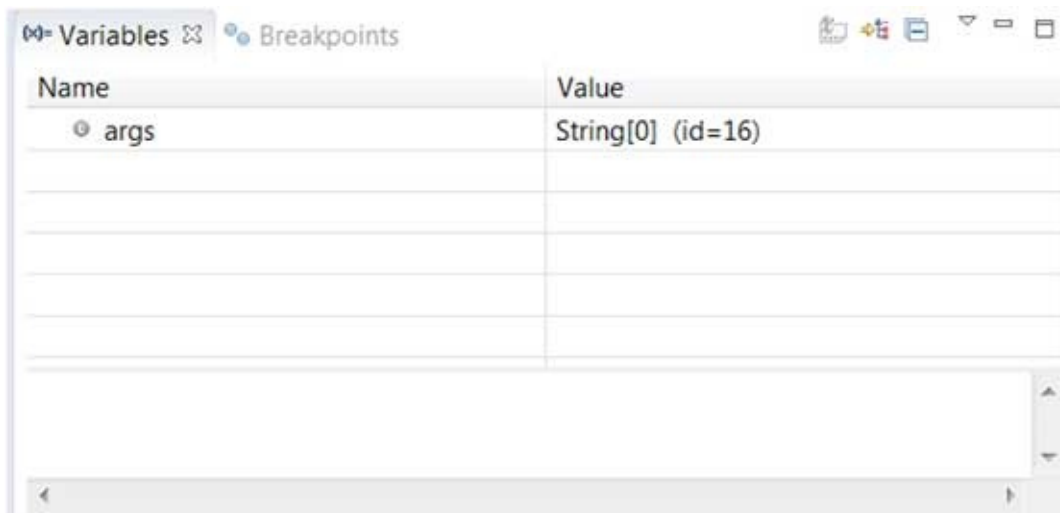 (x)= Variables Breakpoints
Name Value
args String[0] (id=16)